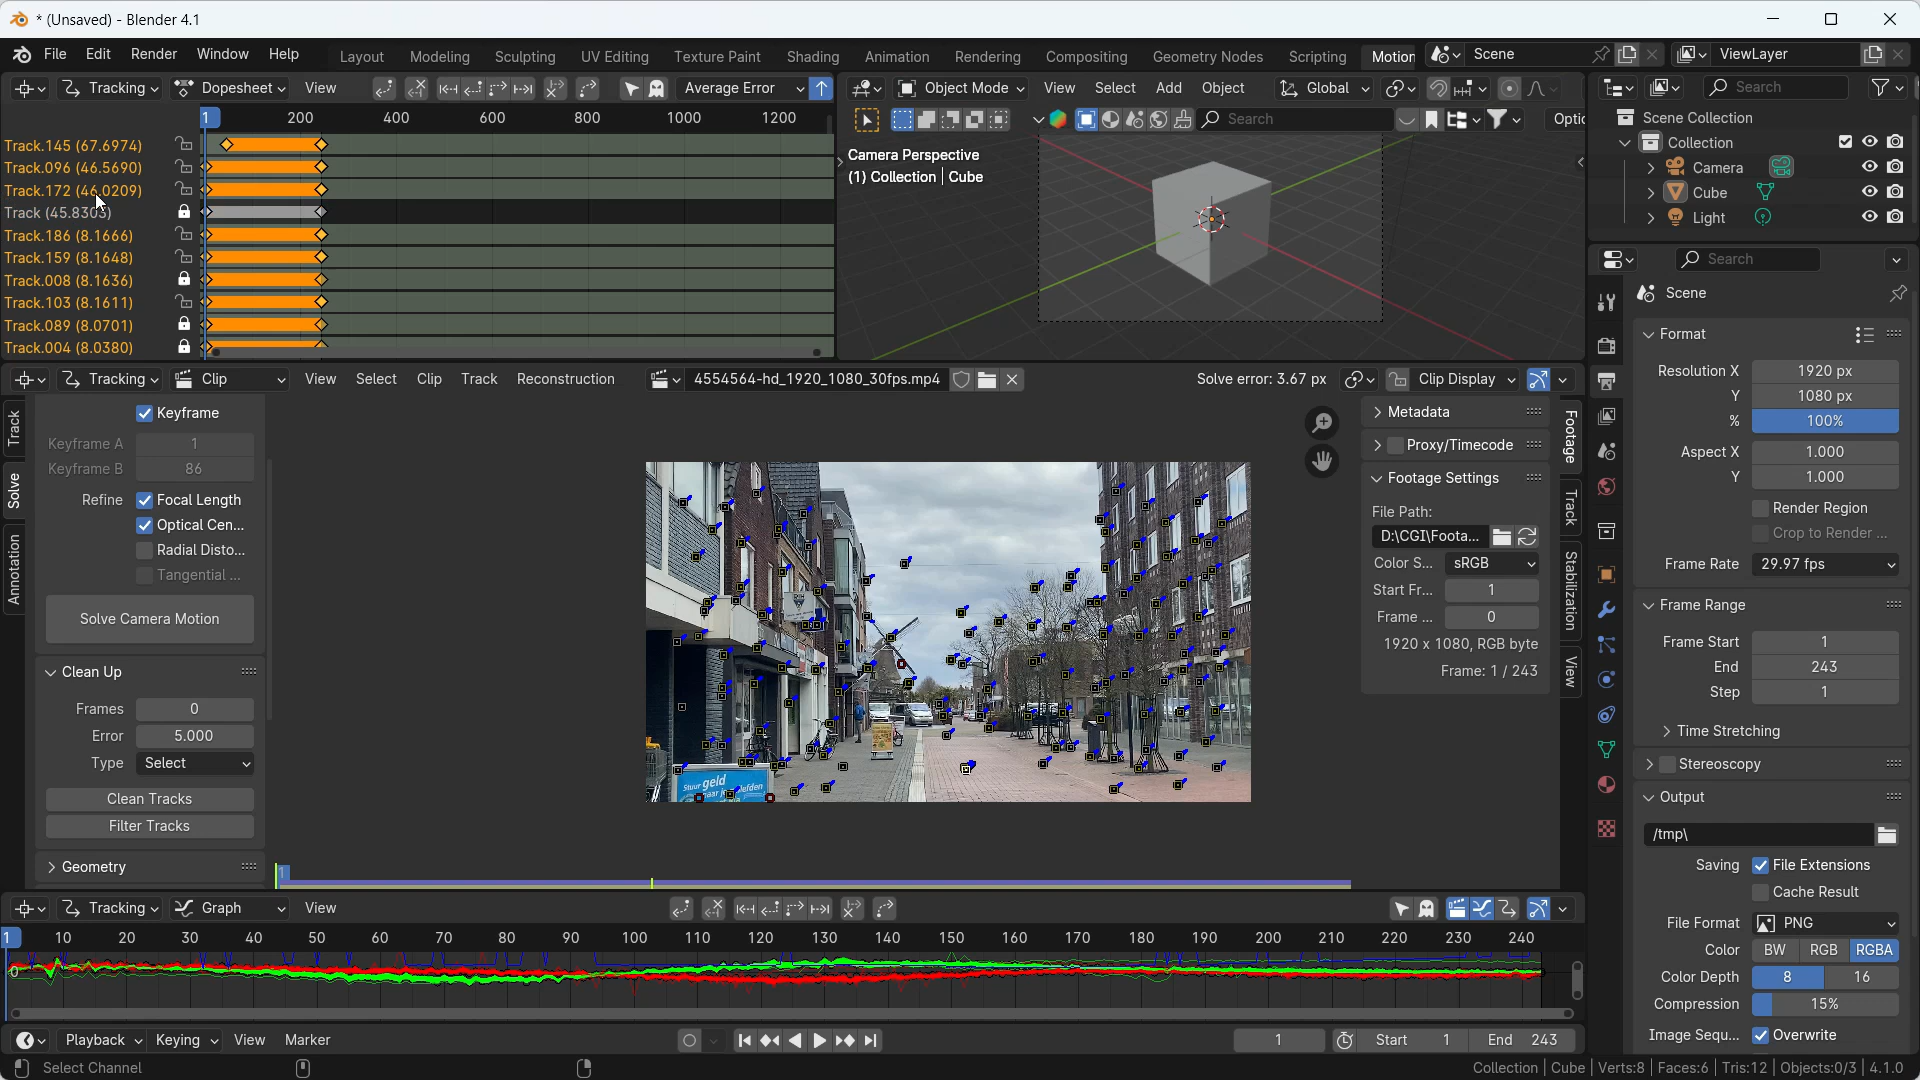 * (Unsaved) - Blender 4.1
File Edit Render Window Help Layout Modeling Sculpting UV Editing Texture Paint Shading Animation Rendering Compositing Geometry Nodes Scripting Motion Scene ViewLayer
Tracking Dopesheet View Average Error
1 200 400 600 800 1000 1200
Track.145 (67.6974)
Track.096 (46.5690)
Track.172 (46.0209)
Track (45.8303)
Track.186 (8.1666)
Track.159 (8.1648)
Track.008 (8.1636)
Track.103 (8.1611)
Track.089 (8.0701)
Track.004 (8.0380)
Object Mode View Select Add Object Global
Search Optio
Camera Perspective
(1) Collection | Cube
Search
Scene Collection
Collection
Camera
Cube
Light
Search
Scene
Format
Resolution X 1920 px
Y 1080 px
% 100%
Aspect X 1.000
Y 1.000
Render Region
Crop to Render ...
Frame Rate 29.97 fps
Frame Range
Frame Start 1
End 243
Step 1
Time Stretching
Stereoscopy
Output
/tmp\
Saving File Extensions
Cache Result
File Format PNG
Color BW RGB RGBA
Color Depth 8 16
Compression 15%
Image Sequ... Overwrite
Tracking Clip View Select Clip Track Reconstruction 4554564-hd_1920_1080_30fps.mp4 Solve error: 3.67 px Clip Display
Track
Solve
Annotation
Keyframe
Keyframe A 1
Keyframe B 86
Refine Focal Length
Optical Cen...
Radial Disto...
Tangential ...
Solve Camera Motion
Clean Up
Frames 0
Error 5.000
Type Select
Clean Tracks
Filter Tracks
Geometry
Stuur geld
1
Metadata
Proxy/Timecode
Footage Settings
File Path:
D:\CGI\Foota...
Color S... sRGB
Start Fr... 1
Frame ... 0
1920 x 1080, RGB byte
Frame: 1 / 243
Footage
Track
Stabilization
View
Tracking Graph View
1 10 20 30 40 50 60 70 80 90 100 110 120 130 140 150 160 170 180 190 200 210 220 230 240
0
Playback Keying View Marker 1 Start 1 End 243
Select Channel Collection | Cube | Verts:8 | Faces:6 | Tris:12 | Objects:0/3 | 4.1.0